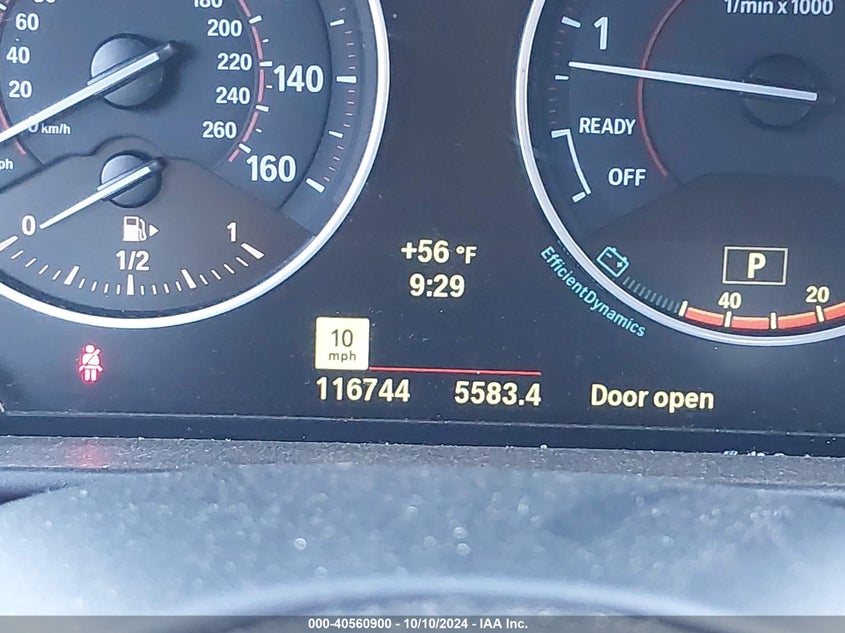 60
40
20
0 km/h
180
200
220
240
260
140
160
0
1/2
1
+56 °F
9:29
10
mph
116744 5583.4 Door open
1/min x 1000
1
READY
OFF
EfficientDynamics
P
40
20
000-40560900 - 10/10/2024 - IAA Inc.